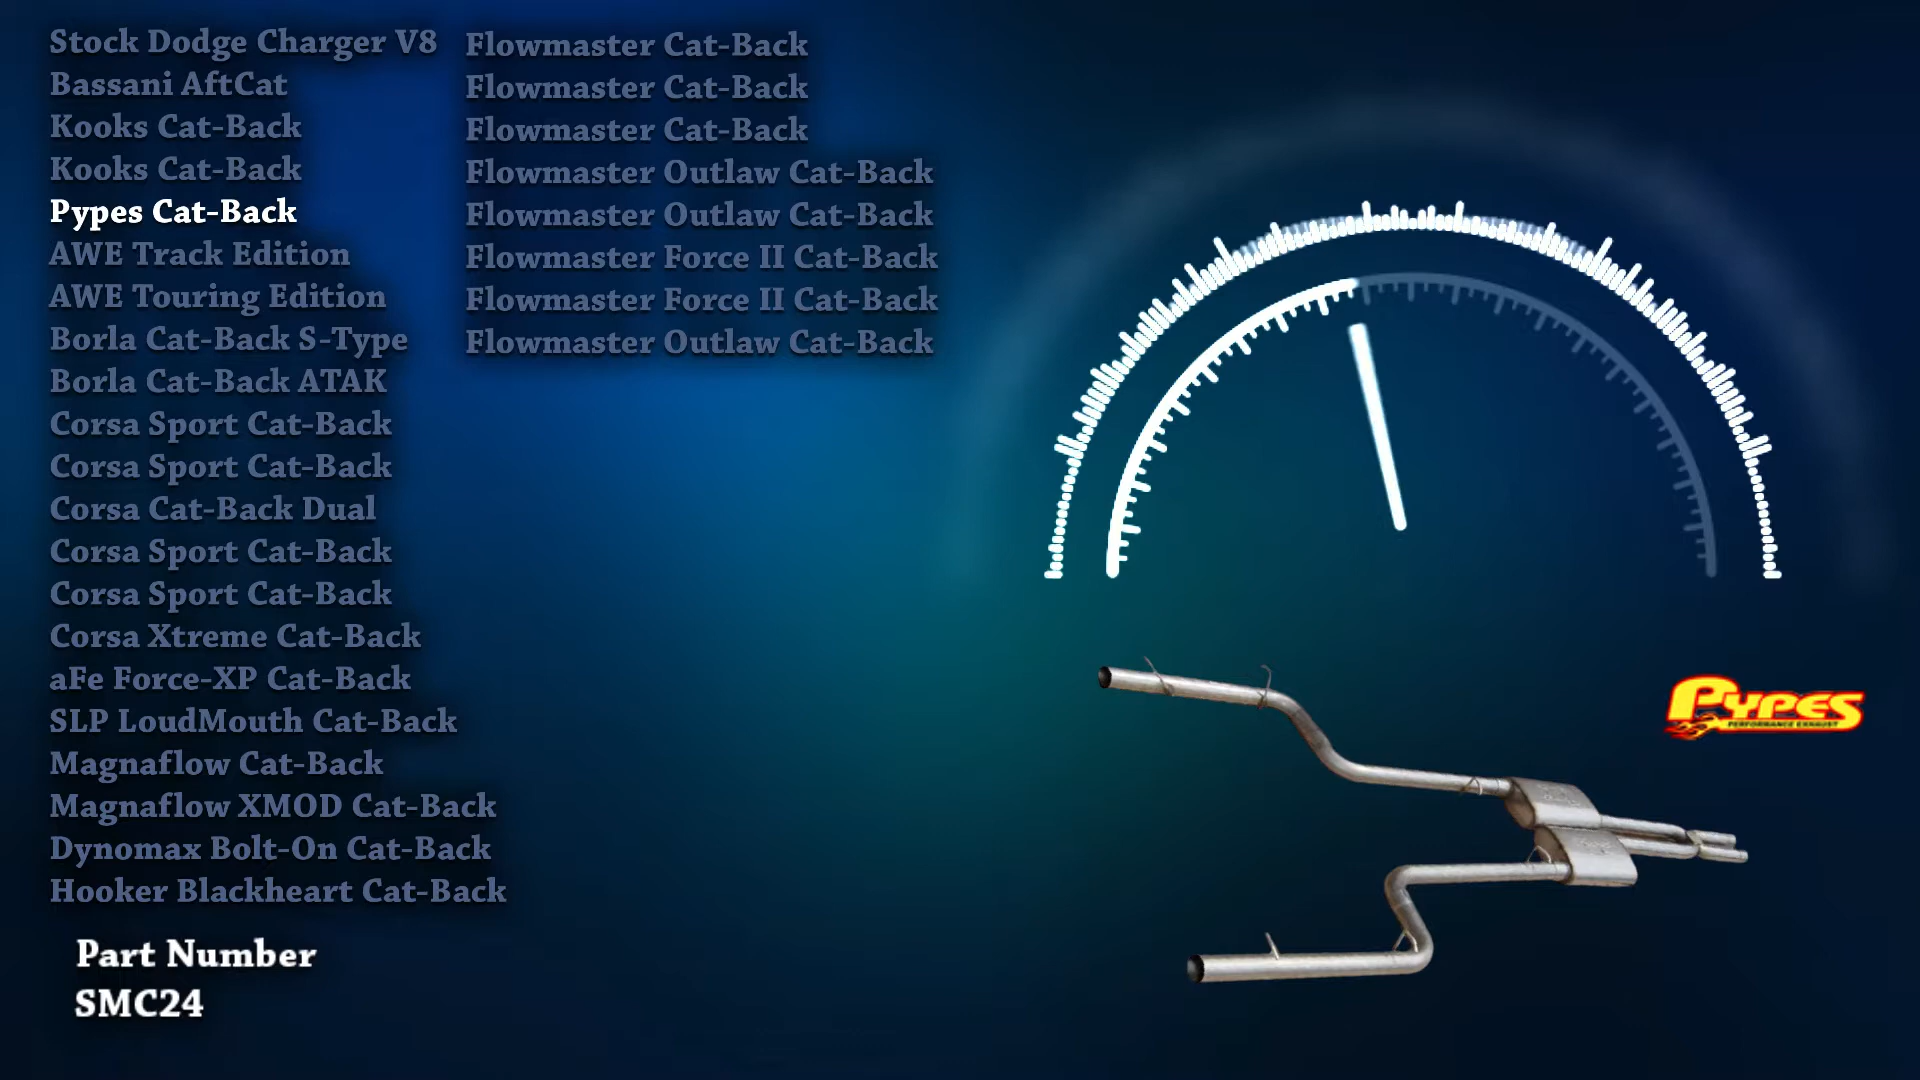 Stock Dodge Charger V8
Bassani AftCat
Kooks Cat-Back
Kooks Cat-Back
Pypes Cat-Back
AWE Track Edition
AWE Touring Edition
Borla Cat-Back S-Type
Borla Cat-Back ATAK
Corsa Sport Cat-Back
Corsa Sport Cat-Back
Corsa Cat-Back Dual
Corsa Sport Cat-Back
Corsa Sport Cat-Back
Corsa Xtreme Cat-Back
aFe Force-XP Cat-Back
SLP LoudMouth Cat-Back
Magnaflow Cat-Back
Magnaflow XMOD Cat-Back
Dynomax Bolt-On Cat-Back
Hooker Blackheart Cat-Back
Flowmaster Cat-Back
Flowmaster Cat-Back
Flowmaster Cat-Back
Flowmaster Outlaw Cat-Back
Flowmaster Outlaw Cat-Back
Flowmaster Force II Cat-Back
Flowmaster Force II Cat-Back
Flowmaster Outlaw Cat-Back
PYPES
PERFORMANCE EXHAUST
Part Number
SMC24